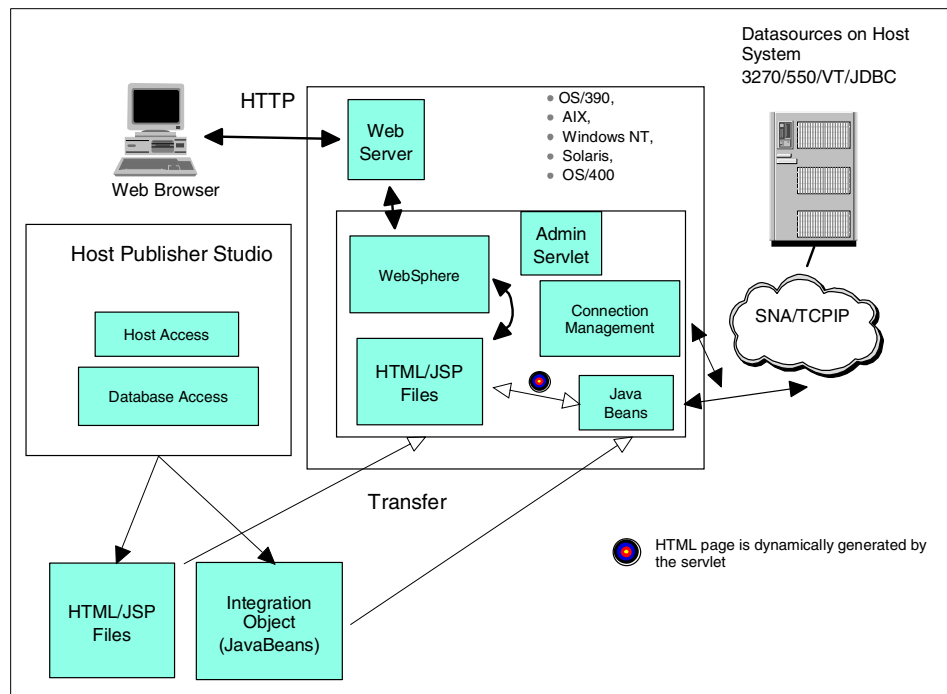 Datasources on Host
System
3270/550/VT/JDBC
HTTP
Web
Server
OS/390,
AIX,
Windows NT,
Solaris,
OS/400
Web Browser
Host Publisher Studio
Host Access
Database Access
WebSphere
Admin
Servlet
Connection
Management
HTML/JSP
Files
Java
Beans
SNA/TCPIP
Transfer
HTML page is dynamically generated by
the servlet
HTML/JSP
Files
Integration
Object
(JavaBeans)